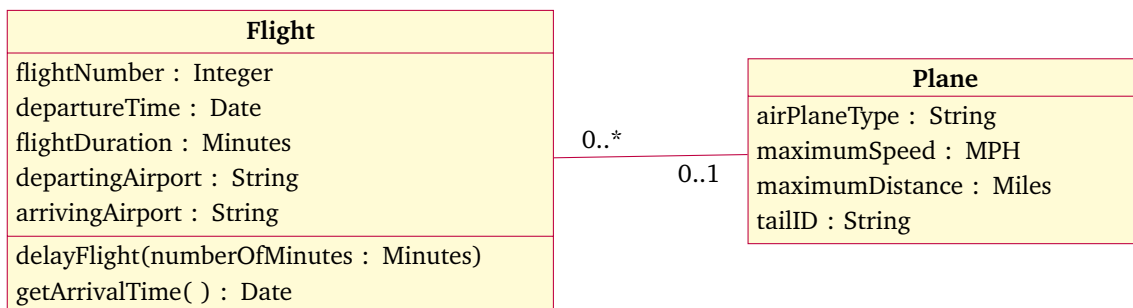 Flight
flightNumber : Integer
departureTime : Date
flightDuration : Minutes
departingAirport : String
arrivingAirport : String
delayFlight(numberOfMinutes : Minutes)
getArrivalTime( ) : Date
0..*
0..1
Plane
airPlaneType : String
maximumSpeed : MPH
maximumDistance : Miles
tailID : String